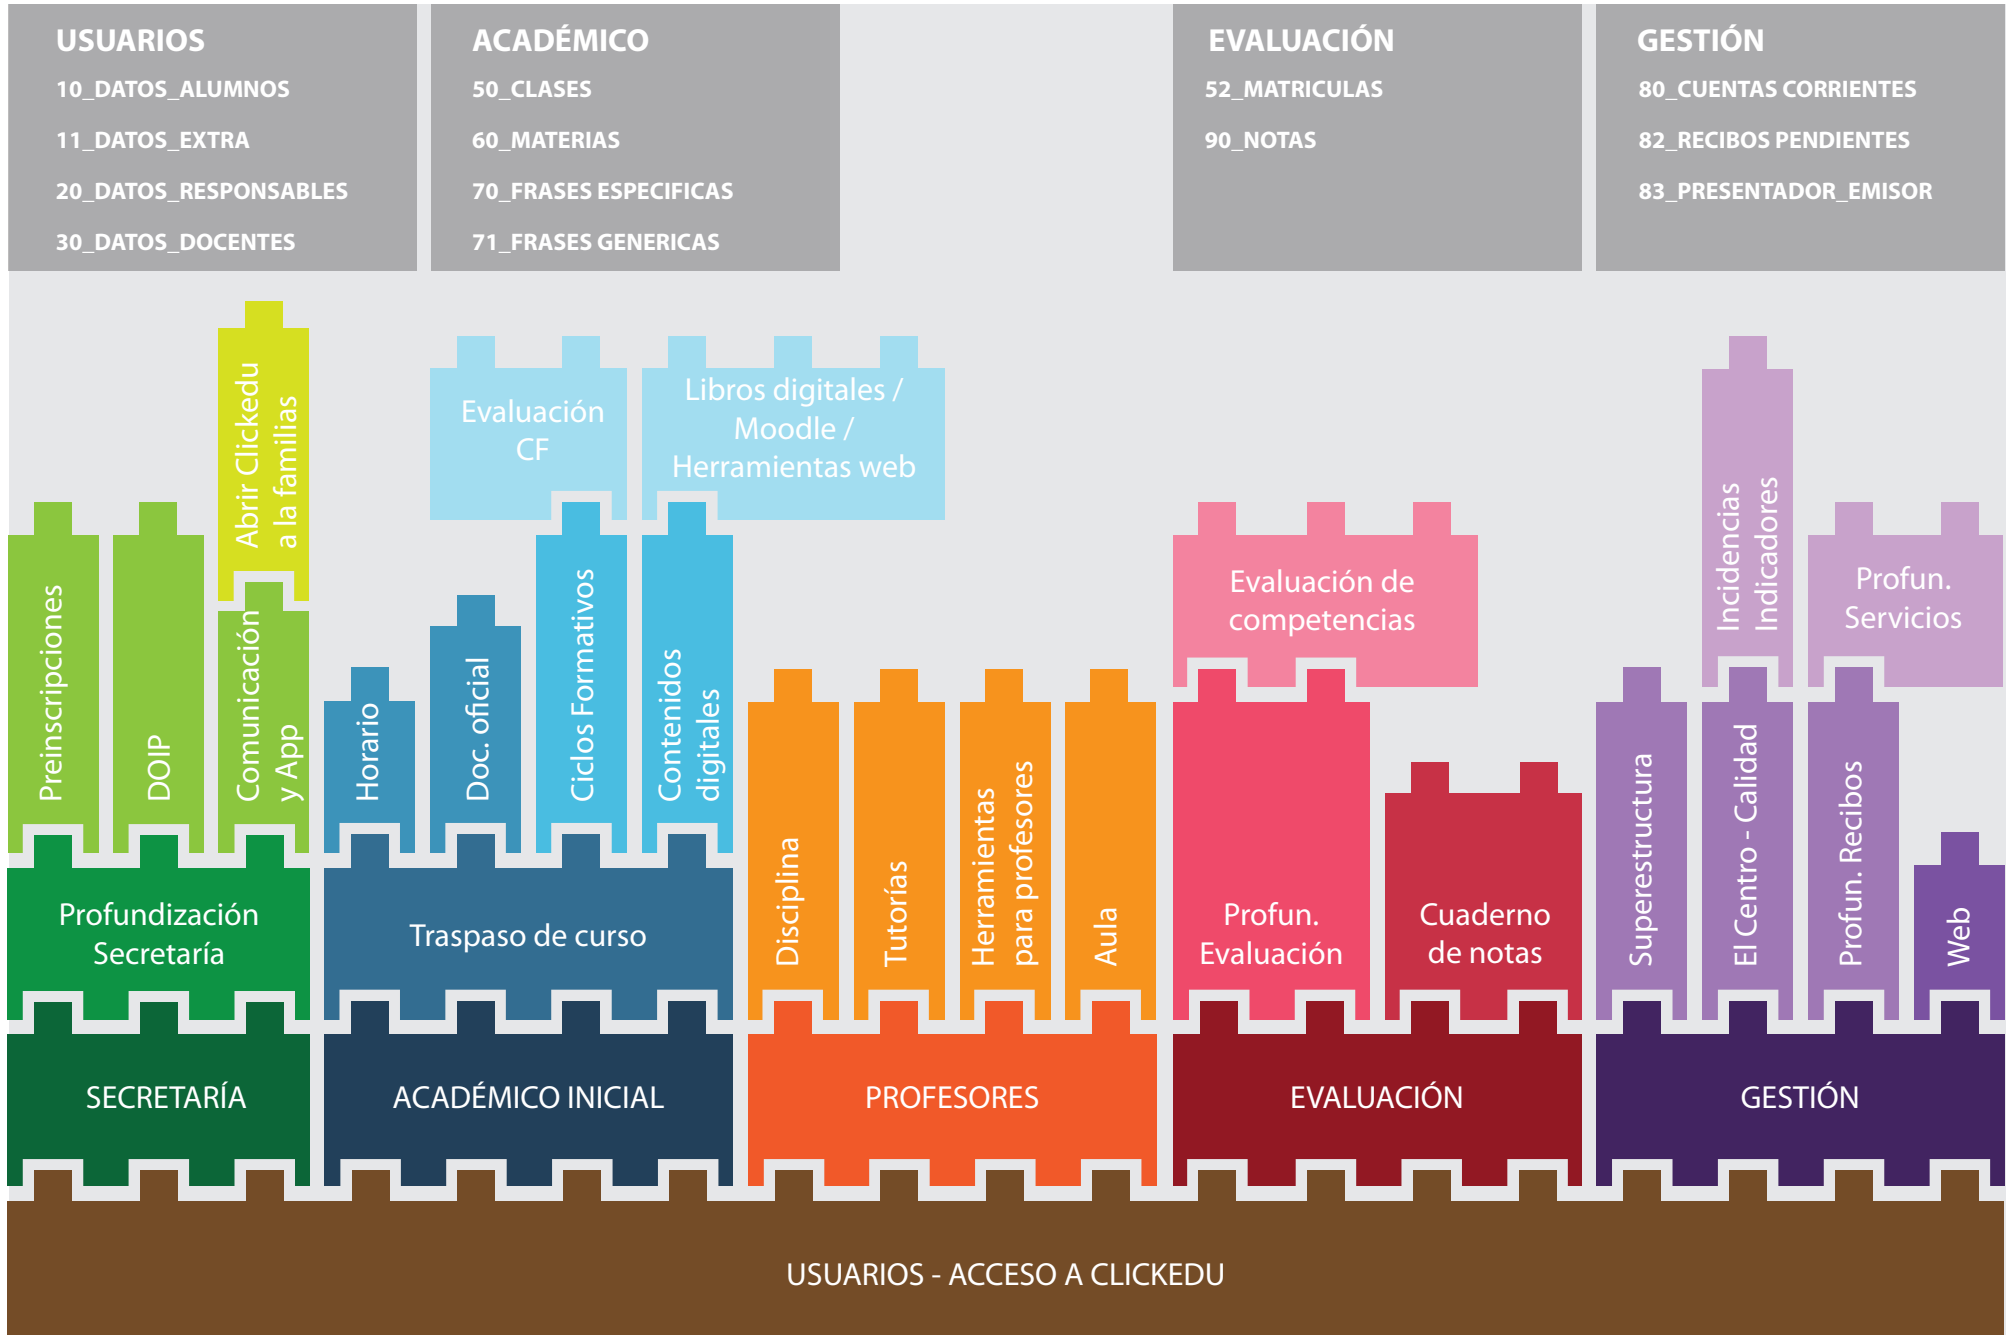 USUARIOS
10_DATOS_ALUMNOS
11_DATOS_EXTRA
20_DATOS_RESPONSABLES
30_DATOS_DOCENTES
ACADÉMICO
50_CLASES
60_MATERIAS
70_FRASES ESPECIFICAS
71_FRASES GENERICAS
EVALUACIÓN
52_MATRICULAS
90_NOTAS
GESTIÓN
80_CUENTAS CORRIENTES
82_RECIBOS PENDIENTES
83_PRESENTADOR_EMISOR
Preinscripciones
DOIP
Abrir Clickedu
a la familias
Comunicación
y App
Profundización
Secretaría
SECRETARÍA
Evaluación
CF
Libros digitales /
Moodle /
Herramientas web
Horario
Doc. oficial
Ciclos Formativos
Contenidos
digitales
Traspaso de curso
ACADÉMICO INICIAL
Disciplina
Tutorías
Herramientas
para profesores
Aula
PROFESORES
Evaluación de
competencias
Profun.
Evaluación
Cuaderno
de notas
EVALUACIÓN
Incidencias
Indicadores
Profun.
Servicios
Superestructura
El Centro - Calidad
Profun. Recibos
Web
GESTIÓN
USUARIOS - ACCESO A CLICKEDU